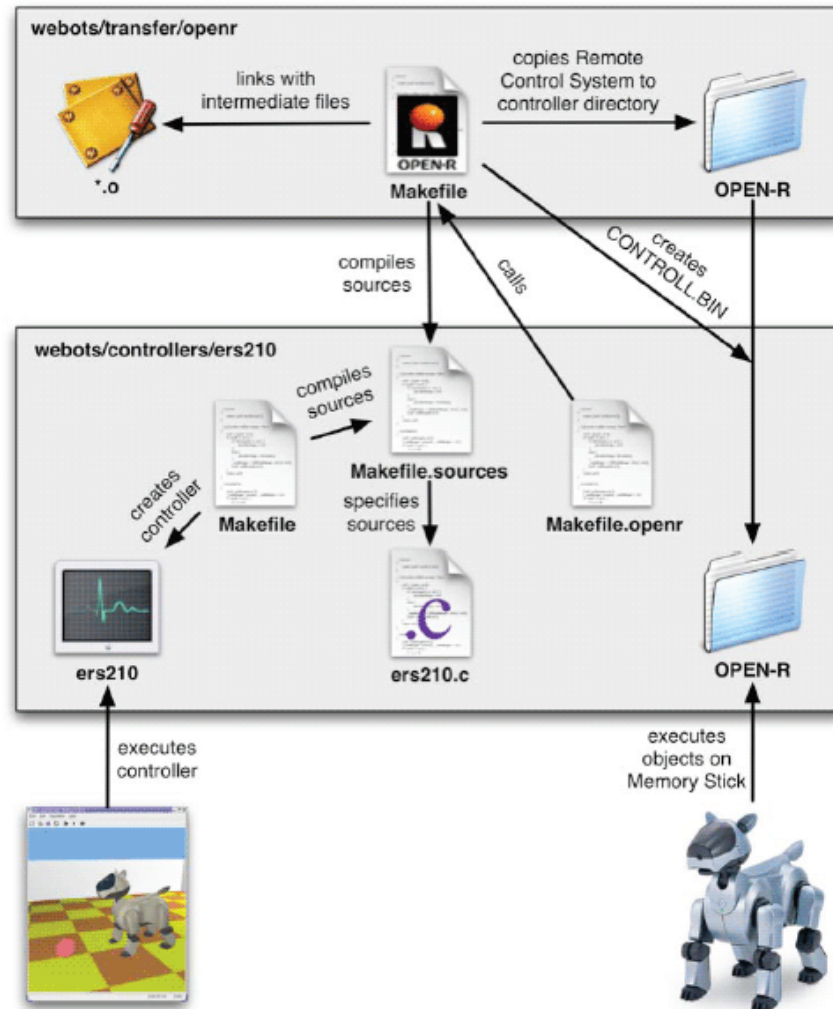 webots/transfer/openr
links with
intermediate files
copies Remote
Control System to
controller directory
OPEN-R
*.o
Makefile
OPEN-R
compiles
sources
calls
creates
CONTROLL.BIN
webots/controllers/ers210
compiles
sources
Makefile.sources
creates
controller
Makefile
specifies
sources
Makefile.openr
.c
ers210
ers210.c
OPEN-R
executes
controller
executes
objects on
Memory Stick